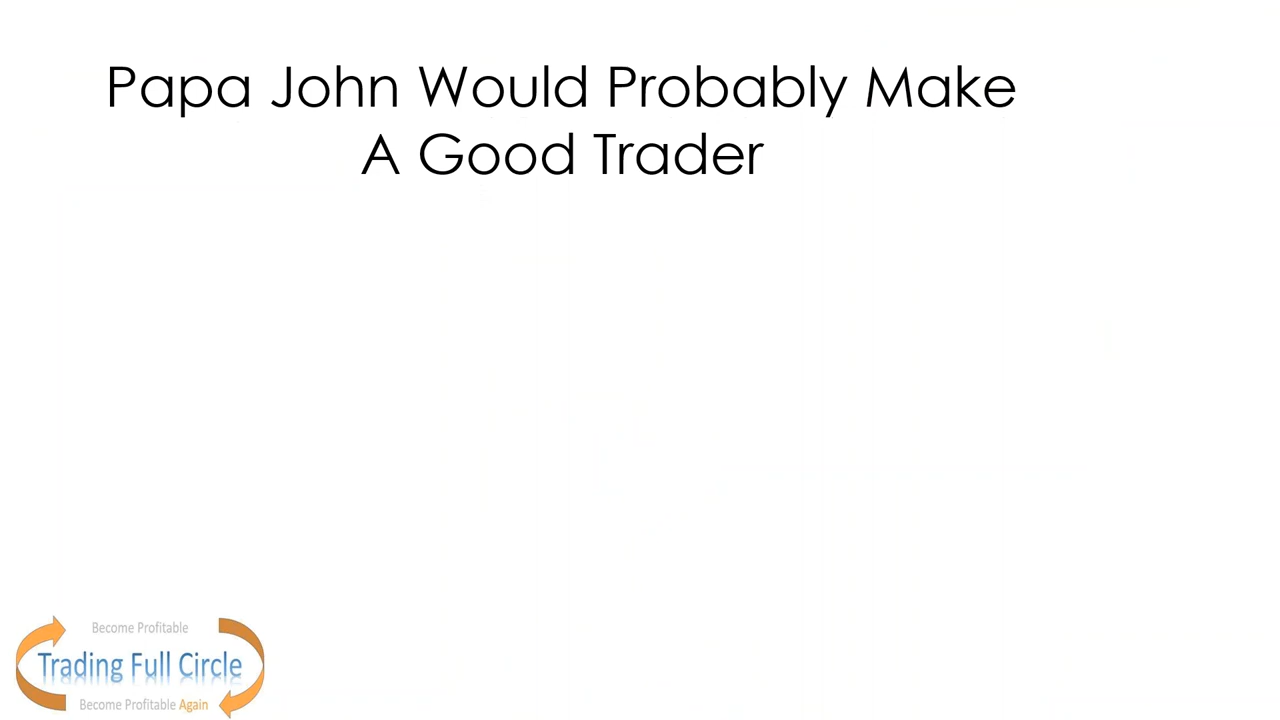 Papa John Would Probably Make
A Good Trader
Become Profitable
Trading Full Circle
Become Profitable Again